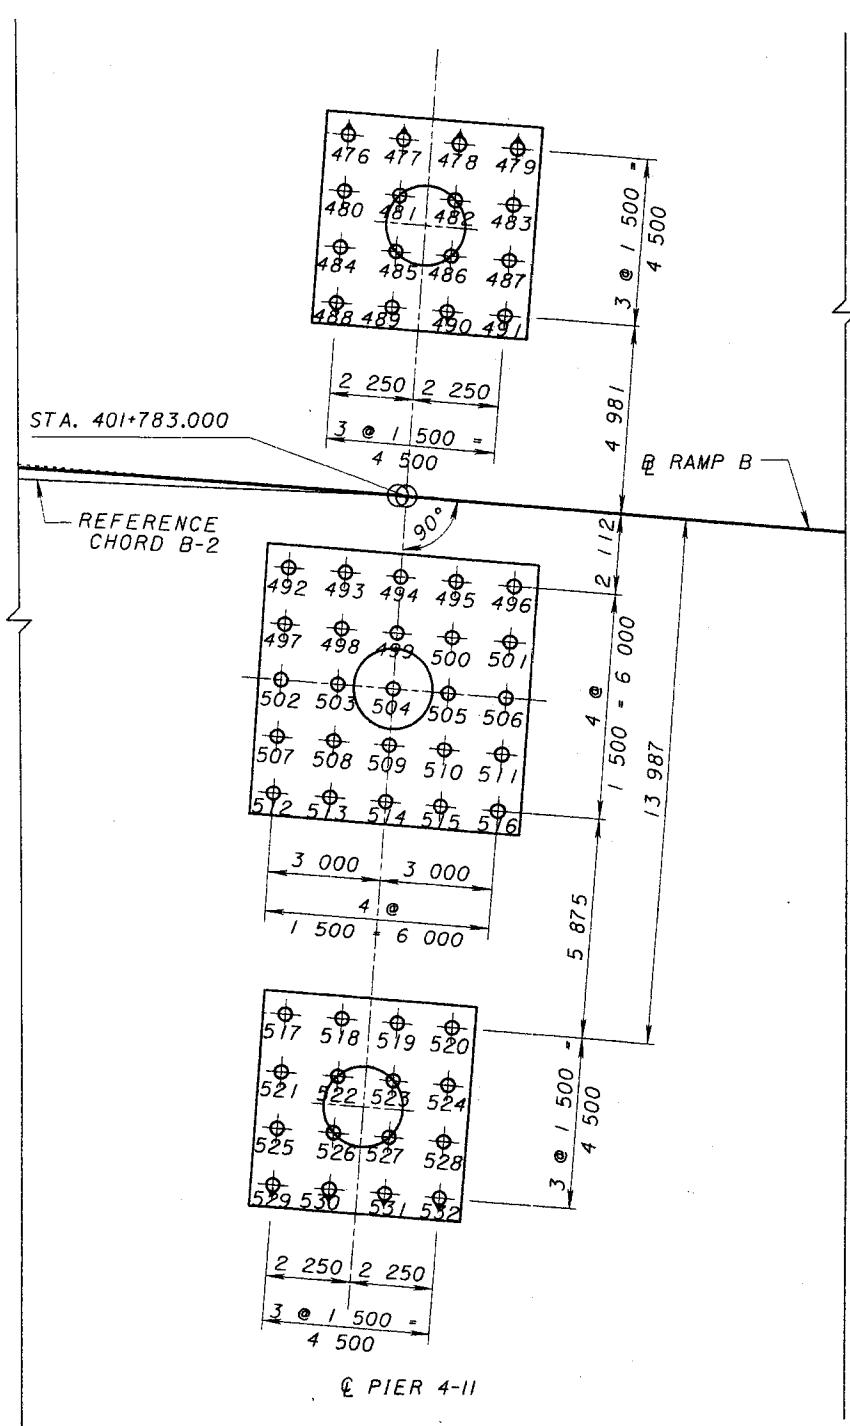 476 477 478 479
480 481 482 483
484 485 486 487
488 489 490 491
3 @ 1 500 =
4 500
2 250 2 250
3 @ 1 500 =
4 500
4 981
STA. 401+783.000
℄ RAMP B
REFERENCE
CHORD B-2
90°
2 112
492 493 494 495 496
497 498 499 500 501
502 503 504 505 506
507 508 509 510 511
512 513 514 515 516
4 @
1 500 = 6 000
13 987
3 000 3 000
4 @
1 500 = 6 000
5 875
517 518 519 520
521 522 523 524
525 526 527 528
529 530 531 532
3 @ 1 500 =
4 500
2 250 2 250
3 @ 1 500 =
4 500
℄ PIER 4-11